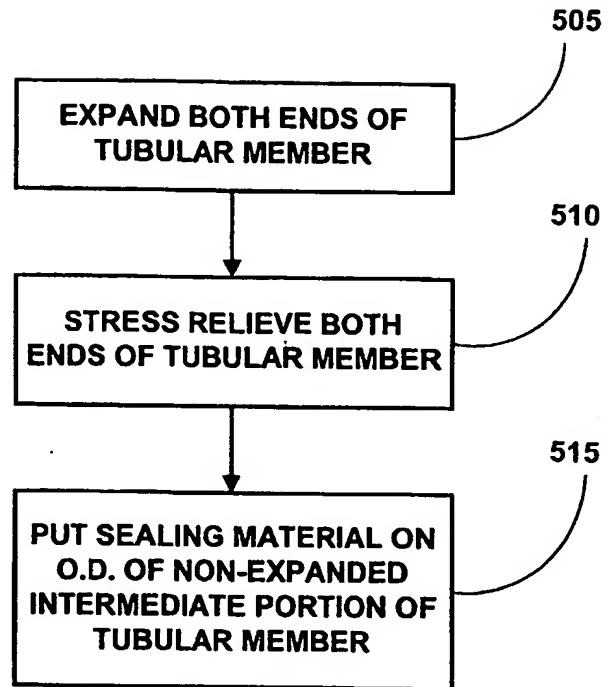 505
EXPAND BOTH ENDS OF
TUBULAR MEMBER
510
STRESS RELIEVE BOTH
ENDS OF TUBULAR MEMBER
515
PUT SEALING MATERIAL ON
O.D. OF NON-EXPANDED
INTERMEDIATE PORTION OF
TUBULAR MEMBER